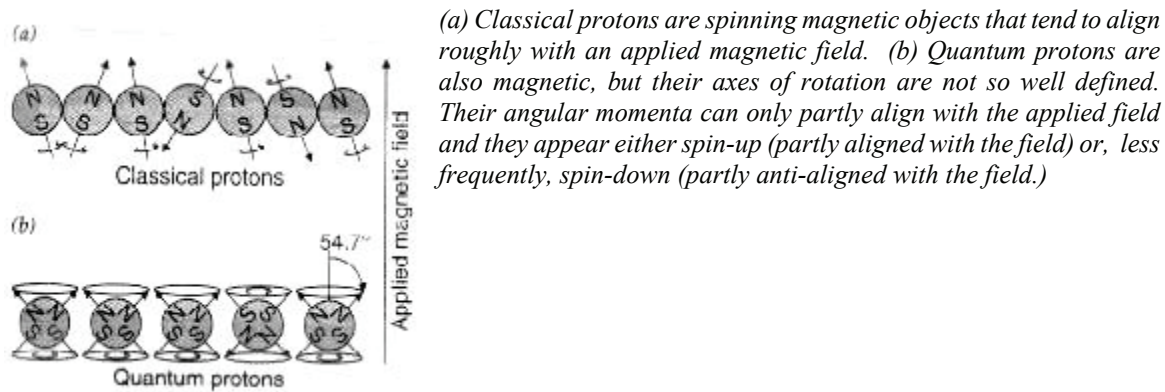 (a)
N N N S N S N
S S S N S N S
Classical protons
(b)
54.7°
N N N N N N S S N N
S S S S S S N N S S
Quantum protons
Applied magnetic field
(a) Classical protons are spinning magnetic objects that tend to align
roughly with an applied magnetic field. (b) Quantum protons are
also magnetic, but their axes of rotation are not so well defined.
Their angular momenta can only partly align with the applied field
and they appear either spin-up (partly aligned with the field) or, less
frequently, spin-down (partly anti-aligned with the field.)